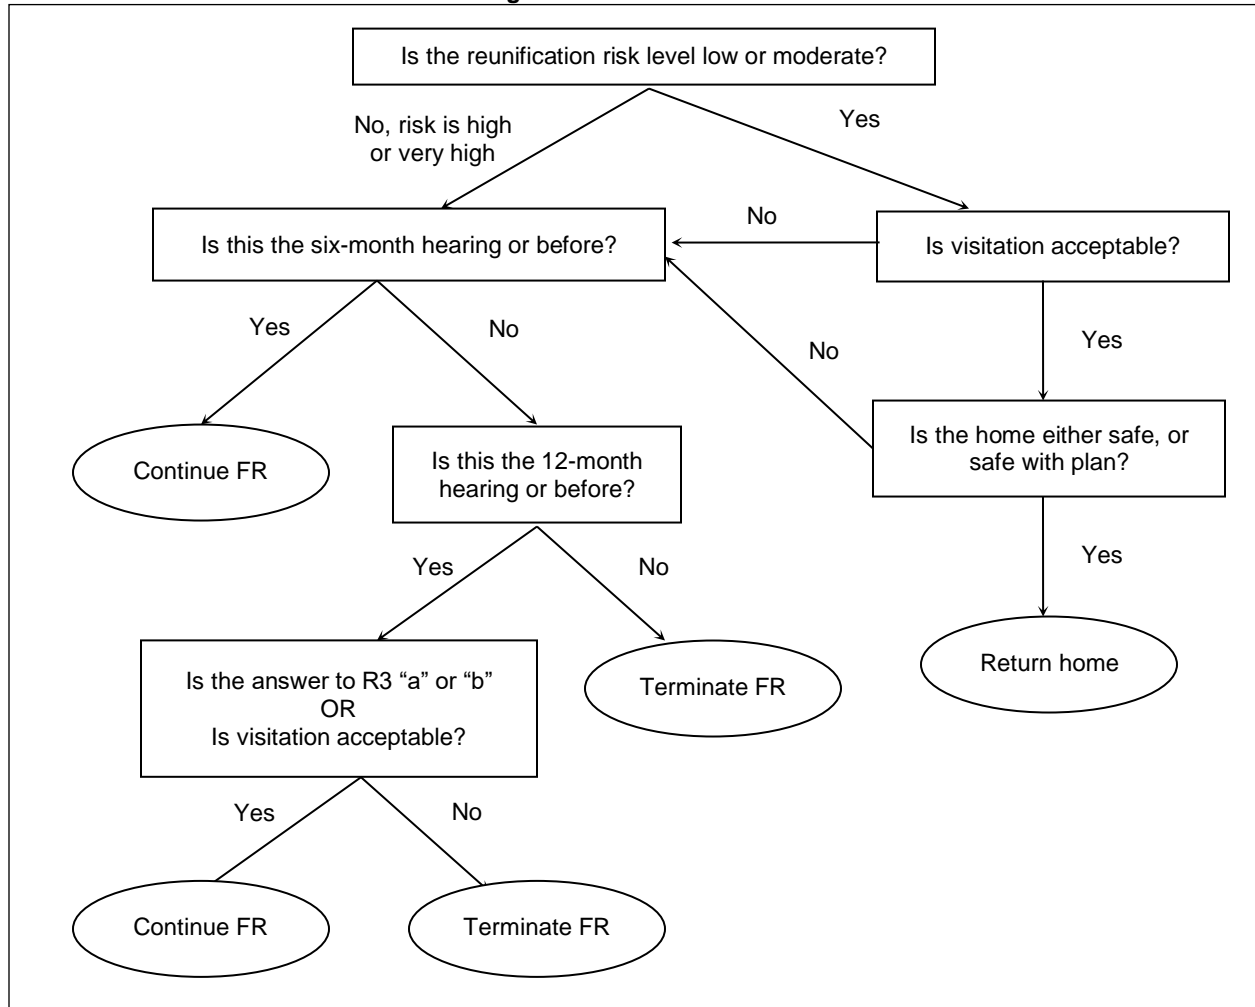 Is the reunification risk level low or moderate?
No, risk is high
or very high
Yes
Is this the six-month hearing or before?
No
Is visitation acceptable?
Yes
No
No
Yes
Is the home either safe, or
safe with plan?
Continue FR
Is this the 12-month
hearing or before?
Yes
No
Yes
Is the answer to R3 “a” or “b”
OR
Is visitation acceptable?
Terminate FR
Return home
Yes
No
Continue FR
Terminate FR